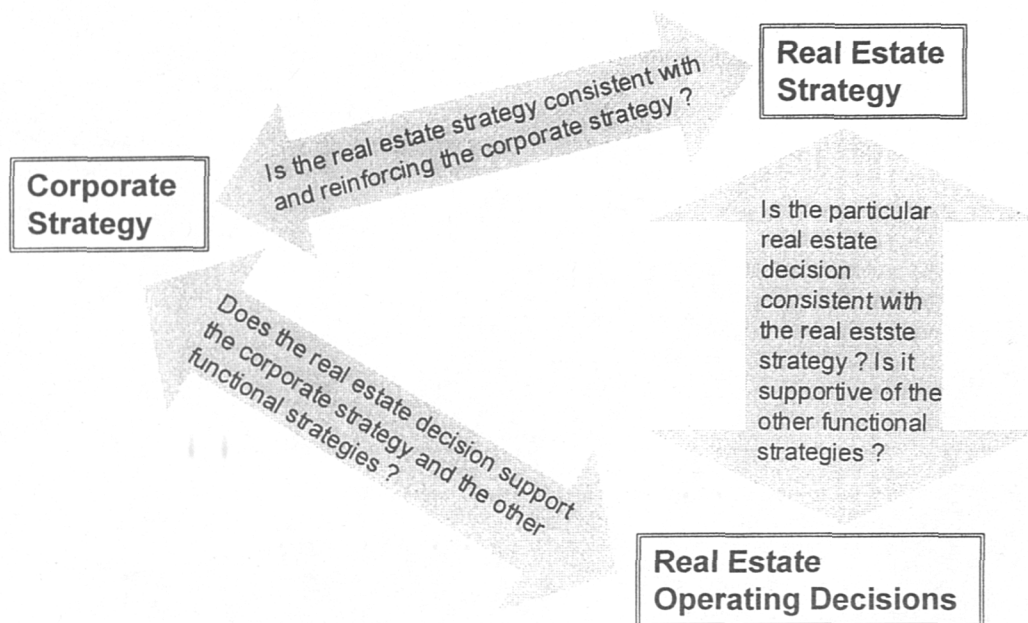 Real Estate
Strategy
Is the real estate strategy consistent with
and reinforcing the corporate strategy ?
Corporate
Strategy
Is the particular
real estate
decision
consistent with
the real estste
strategy ? Is it
supportive of the
other functional
strategies ?
Does the real estate decision support
the corporate strategy and the other
functional strategies ?
Real Estate
Operating Decisions